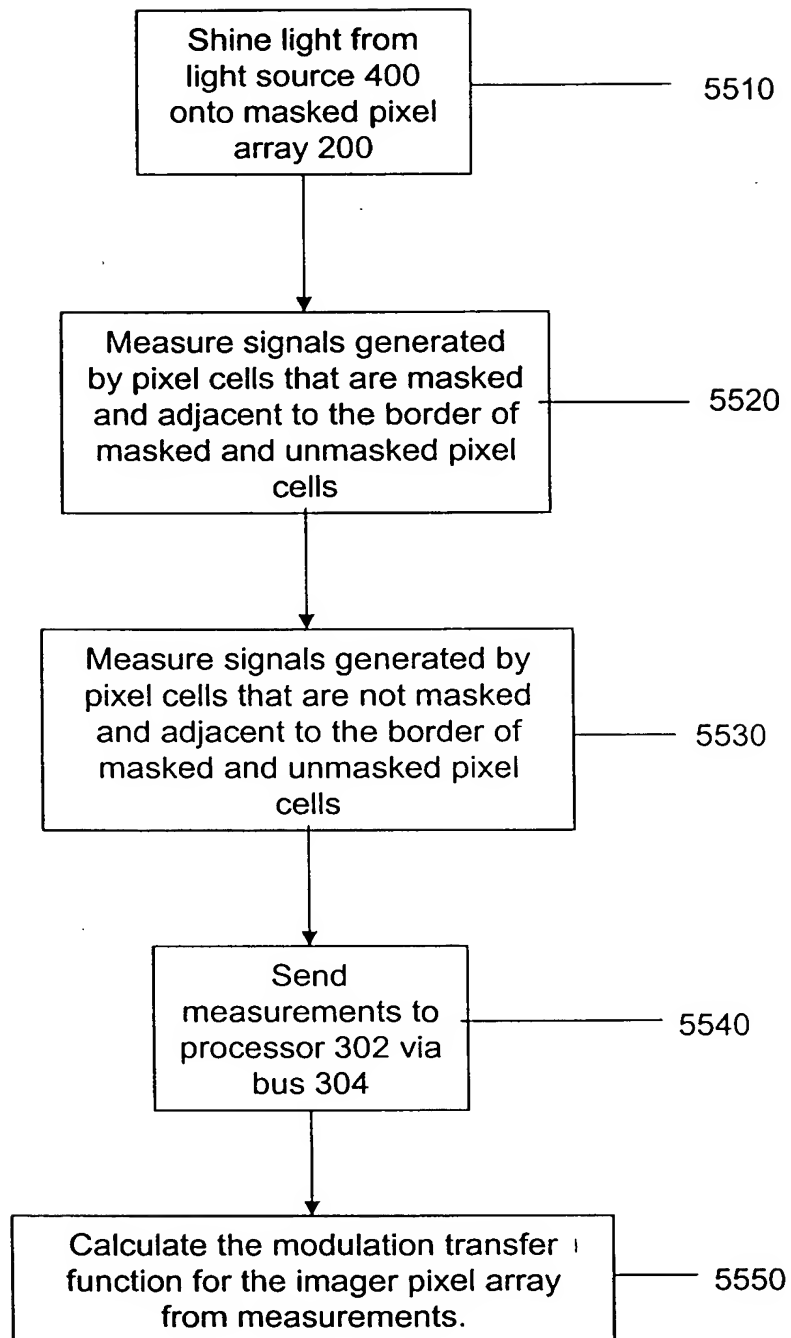 Shine light from
light source 400
onto masked pixel
array 200
5510
Measure signals generated
by pixel cells that are masked
and adjacent to the border of
masked and unmasked pixel
cells
5520
Measure signals generated by
pixel cells that are not masked
and adjacent to the border of
masked and unmasked pixel
cells
5530
Send
measurements to
processor 302 via
bus 304
5540
Calculate the modulation transfer
function for the imager pixel array
from measurements.
5550